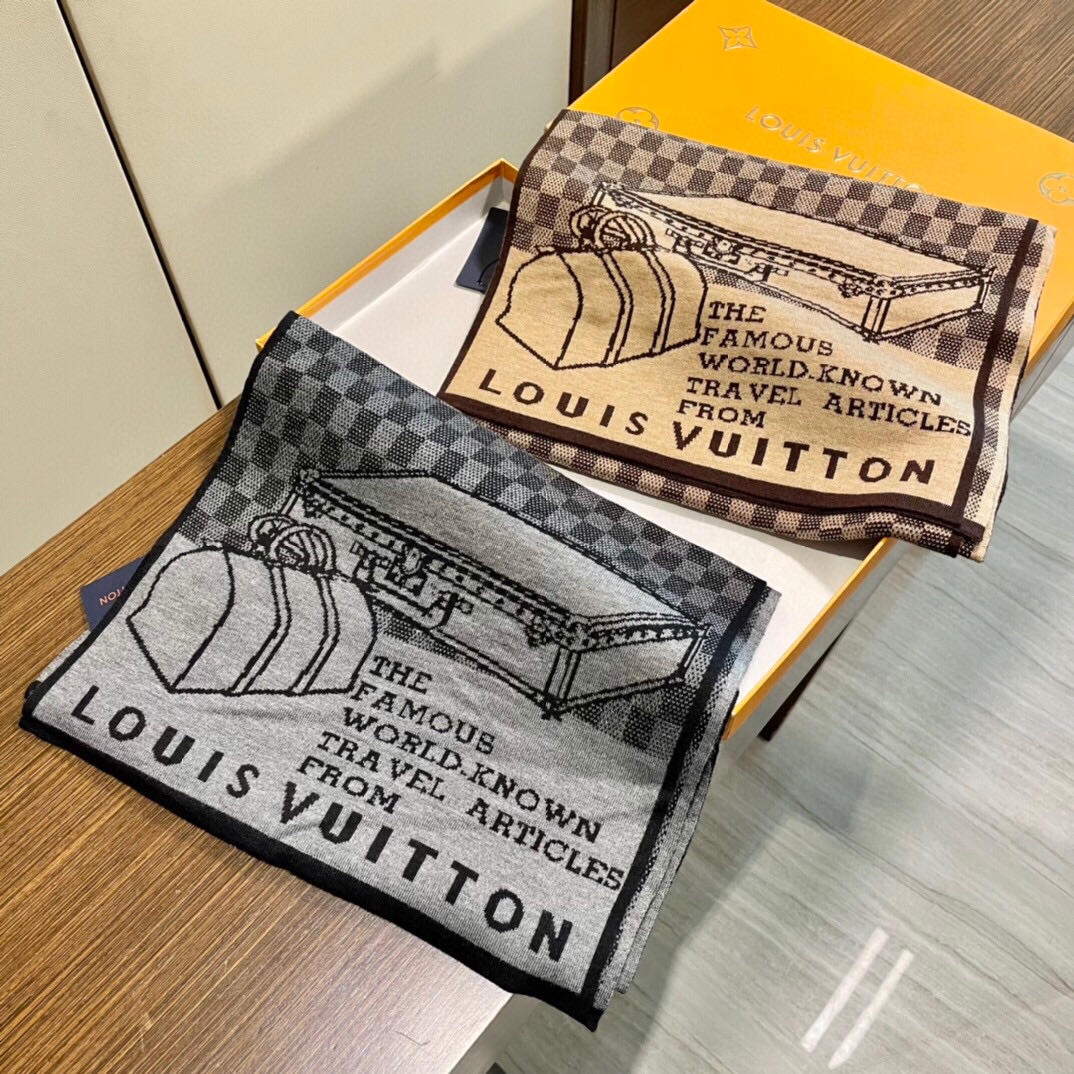 LOUIS VUITTON
THE
FAMOUS
WORLD-KNOWN
TRAVEL ARTICLES
FROM
LOUIS VUITTON
THE
FAMOUS
WORLD-KNOWN
TRAVEL ARTICLES
FROM
LOUIS VUITTON
TTON